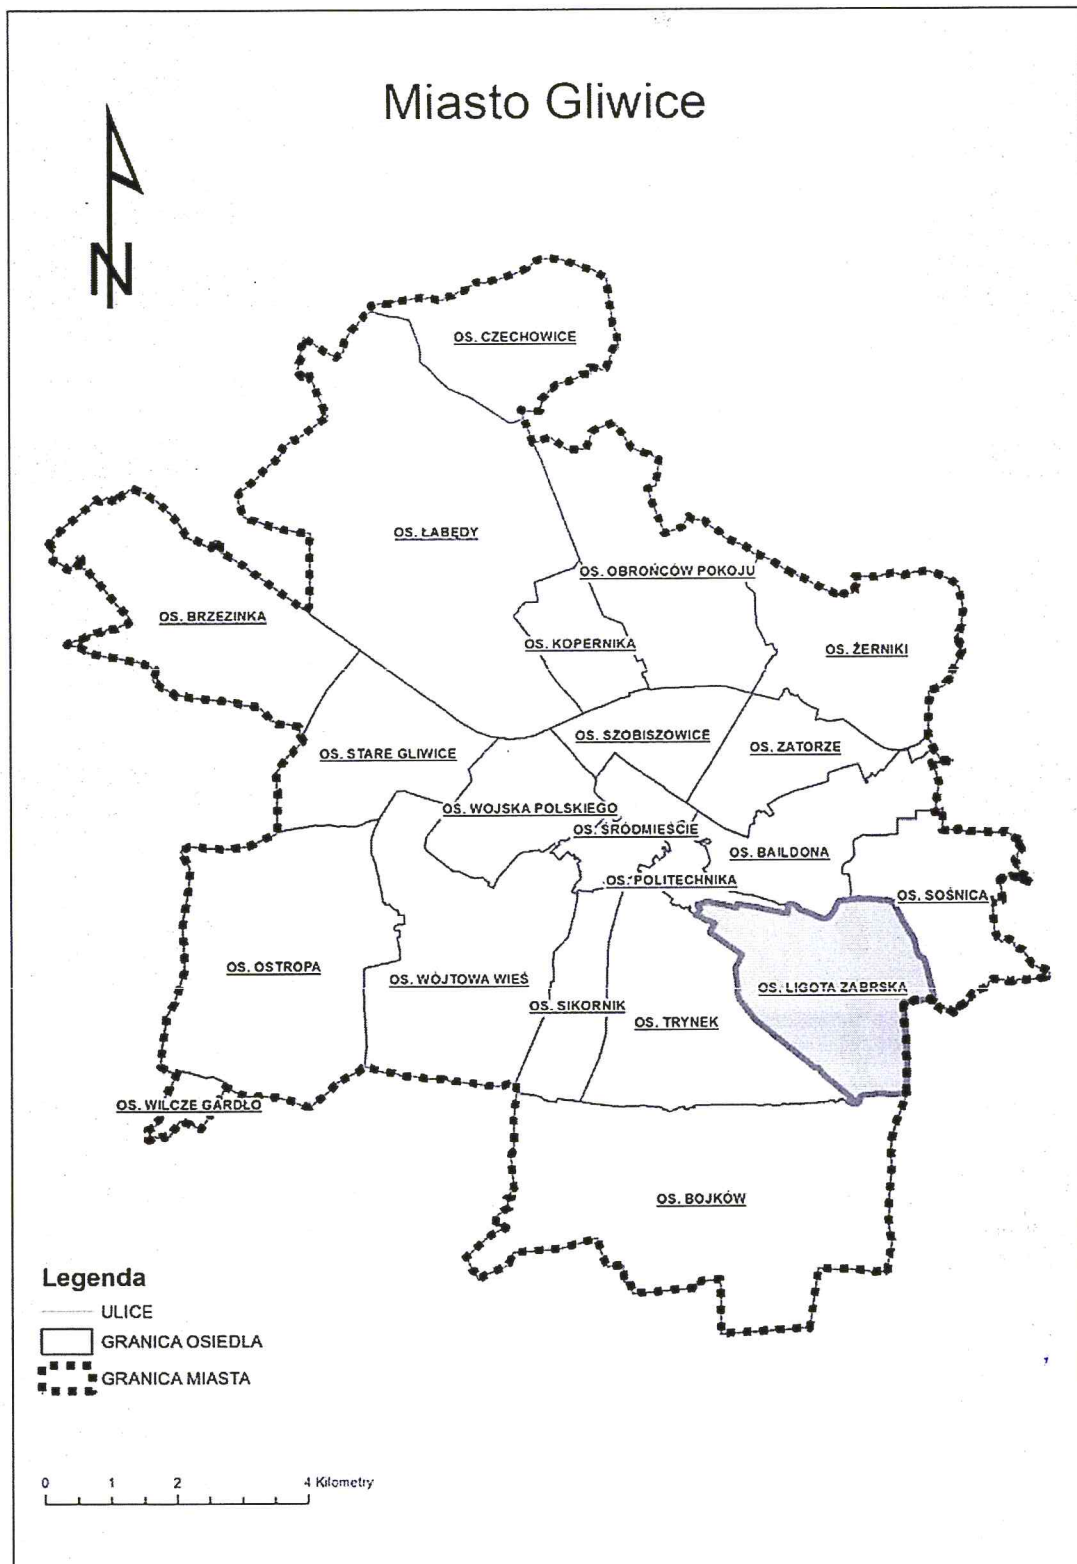 Miasto Gliwice
N
OS. CZECHOWICE
OS. ŁABĘDY
OS. OBROŃCÓW POKOJU
OS. BRZEZINKA
OS. KOPERNIKA
OS. ŻERNIKI
OS. SZOBISZOWICE
OS. ZATORZE
OS. STARE GLIWICE
OS. WOJSKA POLSKIEGO
OS. ŚRÓDMIEŚCIE
OS. BAILDONA
OS. POLITECHNIKA
OS. SOŚNICA
OS. OSTROPA
OS. WÓJTOWA WIEŚ
OS. LIGOTA ZABRSKA
OS. SIKORNIK
OS. TRYNEK
OS. WILCZE GARDŁO
OS. BOJKÓW
Legenda
ULICE
GRANICA OSIEDLA
GRANICA MIASTA
0 1 2 4 Kilometry